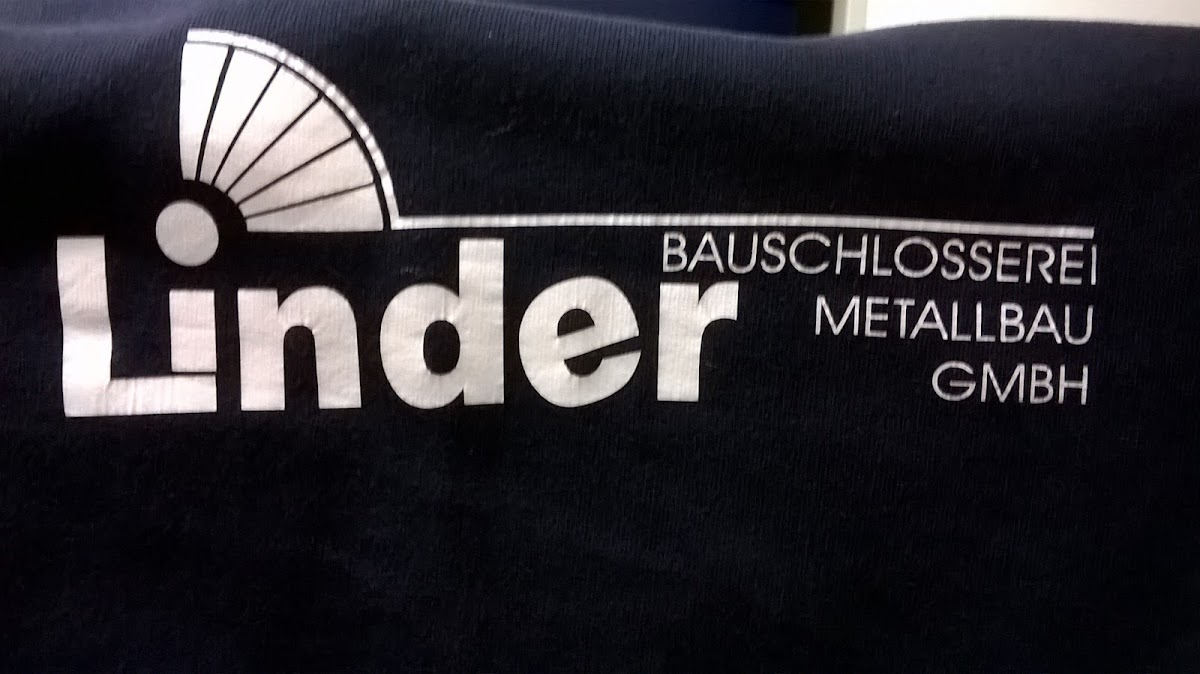 Linder
BAUSCHLOSSEREI
METALLBAU
GMBH